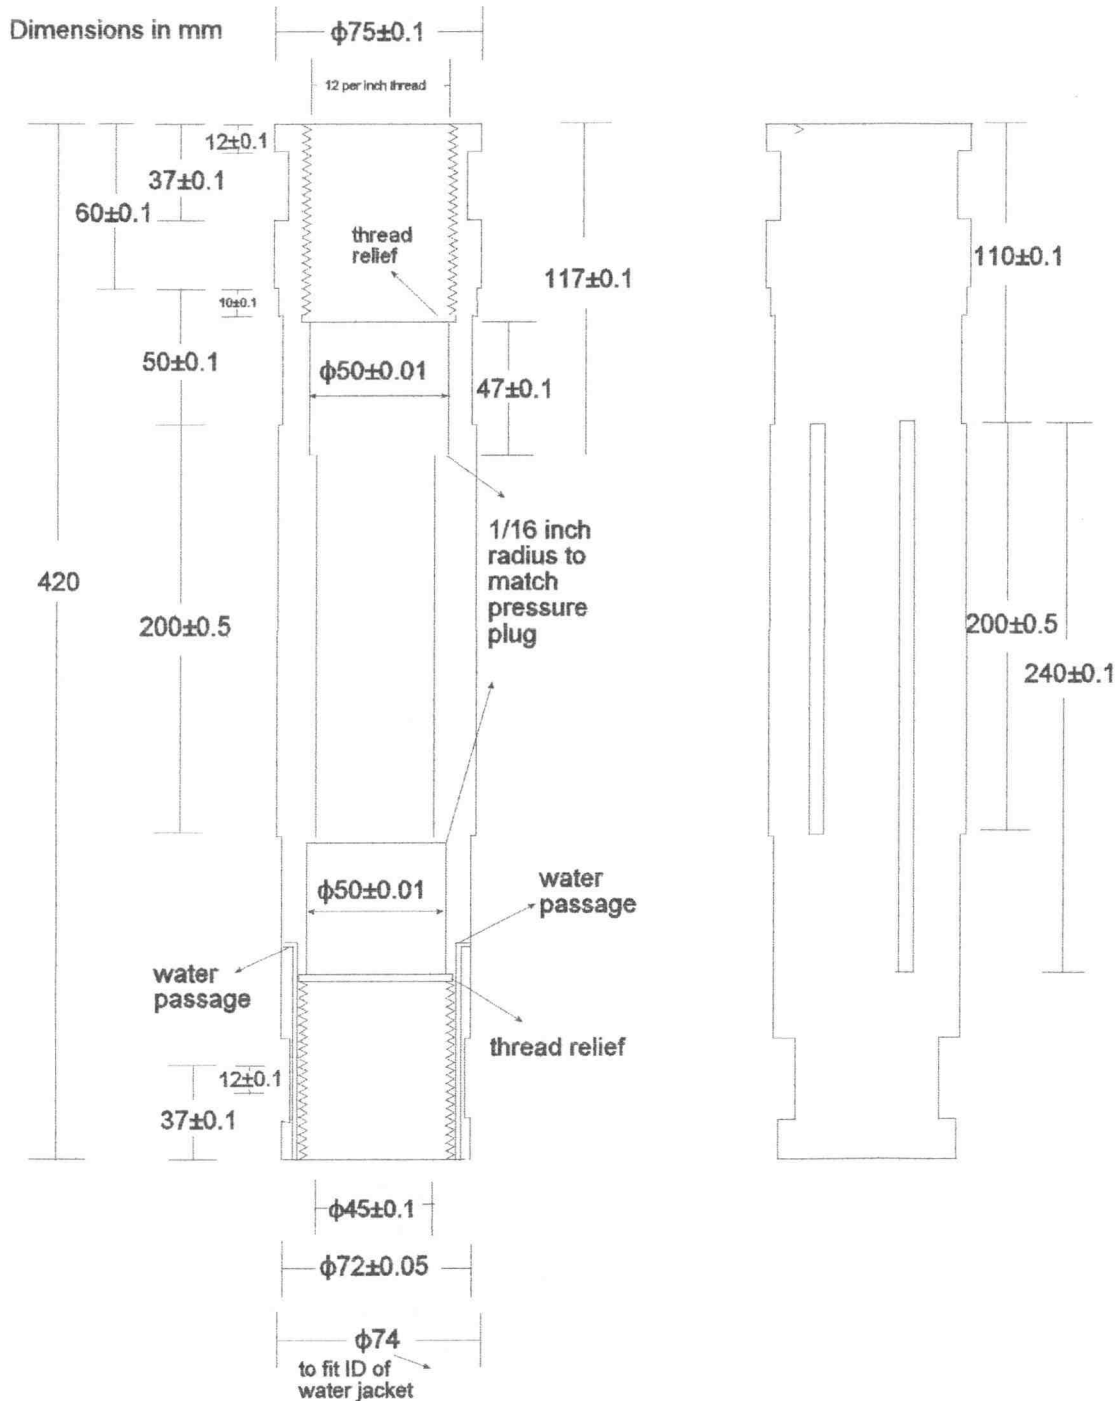 Dimensions in mm
ϕ75±0.1
12 per inch thread
12±0.1
37±0.1
60±0.1
thread
relief
117±0.1
110±0.1
10±0.1
50±0.1
ϕ50±0.01
47±0.1
1/16 inch
radius to
match
pressure
plug
420
200±0.5
200±0.5
240±0.1
ϕ50±0.01
water
passage
water
passage
thread relief
12±0.1
37±0.1
ϕ45±0.1
ϕ72±0.05
ϕ74
to fit ID of
water jacket